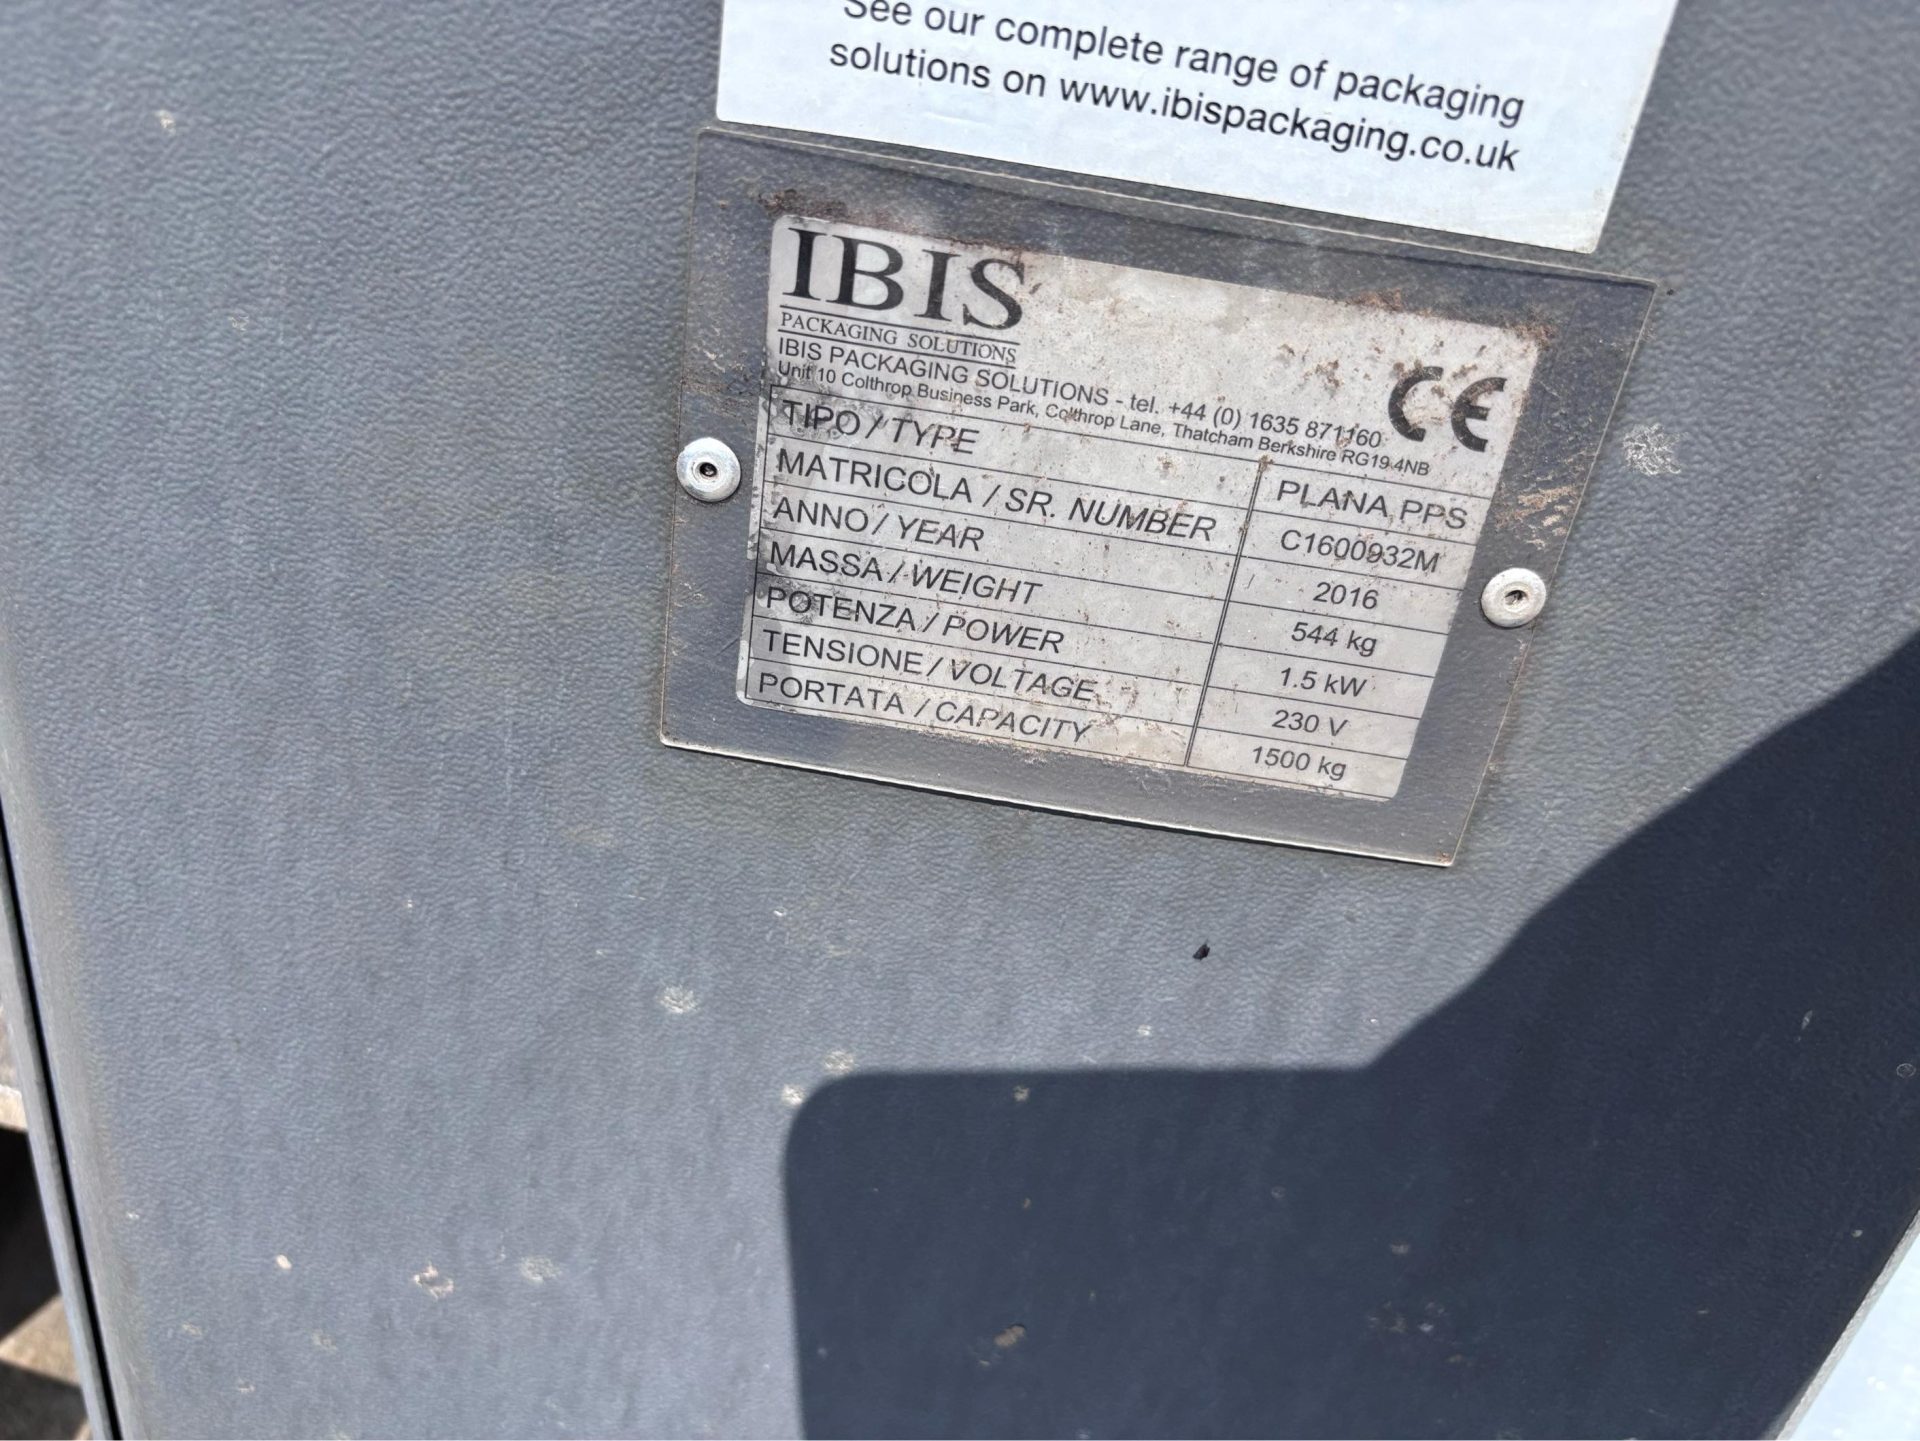 See our complete range of packaging
solutions on www.ibispackaging.co.uk
IBIS
PACKAGING SOLUTIONS
IBIS PACKAGING SOLUTIONS - tel. +44 (0) 1635 871160
Unit 10 Colthrop Business Park, Colthrop Lane, Thatcham Berkshire RG19 4NB
CE
TIPO / TYPE PLANA PPS
MATRICOLA / SR. NUMBER C1600932M
ANNO / YEAR 2016
MASSA / WEIGHT 544 kg
POTENZA / POWER 1.5 kW
TENSIONE / VOLTAGE 230 V
PORTATA / CAPACITY 1500 kg